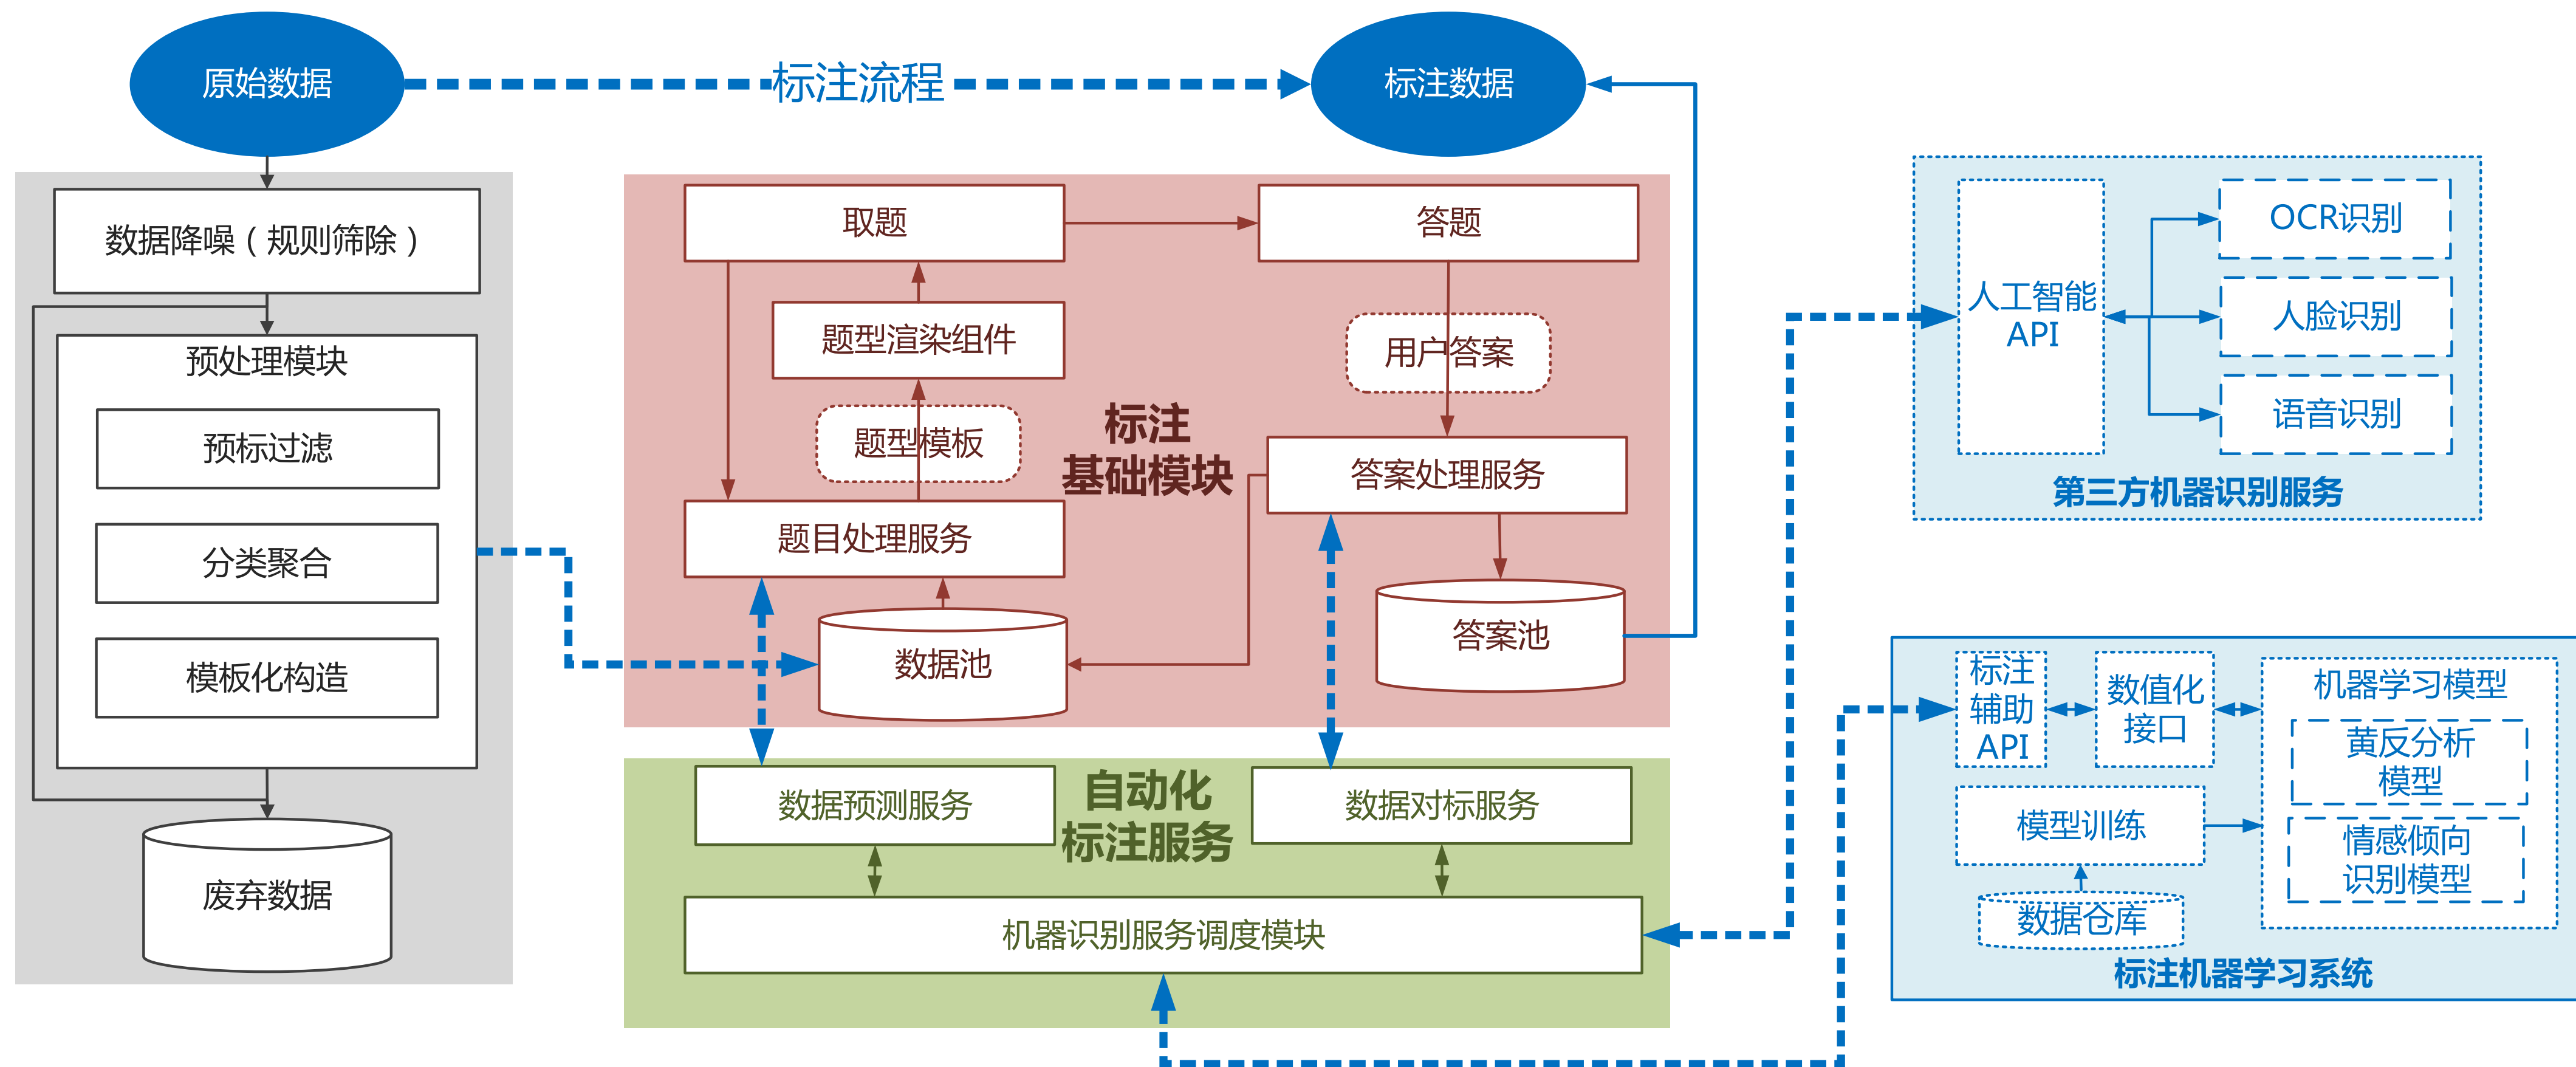 原始数据
标注流程
标注数据
数据降噪（规则筛除）
预处理模块
预标过滤
分类聚合
模板化构造
废弃数据
取题
答题
题型渲染组件
用户答案
题型模板
标注
基础模块
答案处理服务
题目处理服务
数据池
答案池
自动化
标注服务
数据预测服务
数据对标服务
机器识别服务调度模块
人工智能
API
OCR识别
人脸识别
语音识别
第三方机器识别服务
标注
辅助
API
数值化
接口
机器学习模型
黄反分析
模型
情感倾向
识别模型
模型训练
数据仓库
标注机器学习系统